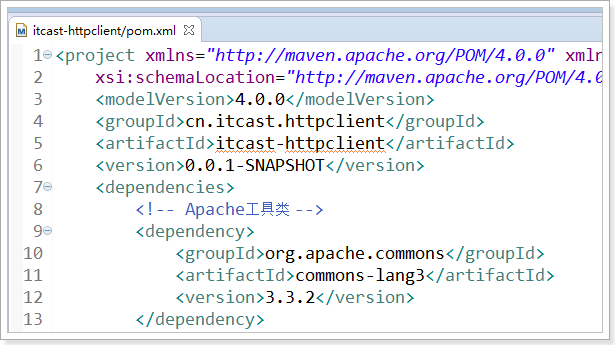 itcast-httpclient/pom.xml
1 <project xmlns="http://maven.apache.org/POM/4.0.0" xmln
2 xsi:schemaLocation="http://maven.apache.org/POM/4.0
3 <modelVersion>4.0.0</modelVersion>
4 <groupId>cn.itcast.httpclient</groupId>
5 <artifactId>itcast-httpclient</artifactId>
6 <version>0.0.1-SNAPSHOT</version>
7 <dependencies>
8 <!-- Apache工具类 -->
9 <dependency>
10 <groupId>org.apache.commons</groupId>
11 <artifactId>commons-lang3</artifactId>
12 <version>3.3.2</version>
13 </dependency>